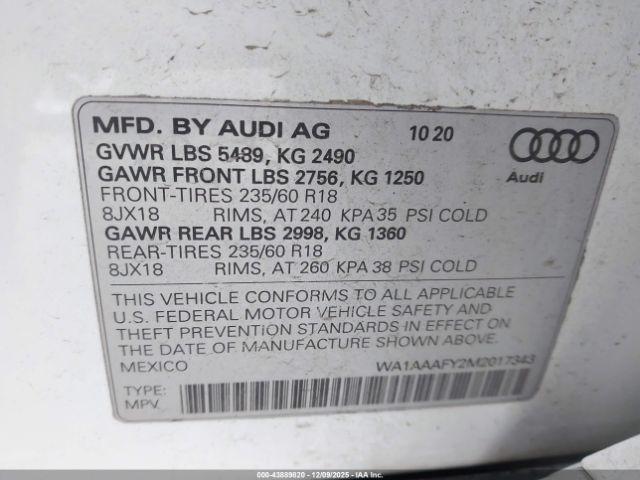 MFD. BY AUDI AG 10 20
GVWR LBS 5489, KG 2490
GAWR FRONT LBS 2756, KG 1250
FRONT-TIRES 235/60 R18
8JX18 RIMS, AT 240 KPA 35 PSI COLD
GAWR REAR LBS 2998, KG 1360
REAR-TIRES 235/60 R18
8JX18 RIMS, AT 260 KPA 38 PSI COLD
Audi
THIS VEHICLE CONFORMS TO ALL APPLICABLE
U.S. FEDERAL MOTOR VEHICLE SAFETY AND
THEFT PREVENTION STANDARDS IN EFFECT ON
THE DATE OF MANUFACTURE SHOWN ABOVE.
MEXICO WA1AAAFY2M2017343
TYPE:
MPV
000-43889820 - 12/09/2025 - IAAI.COM